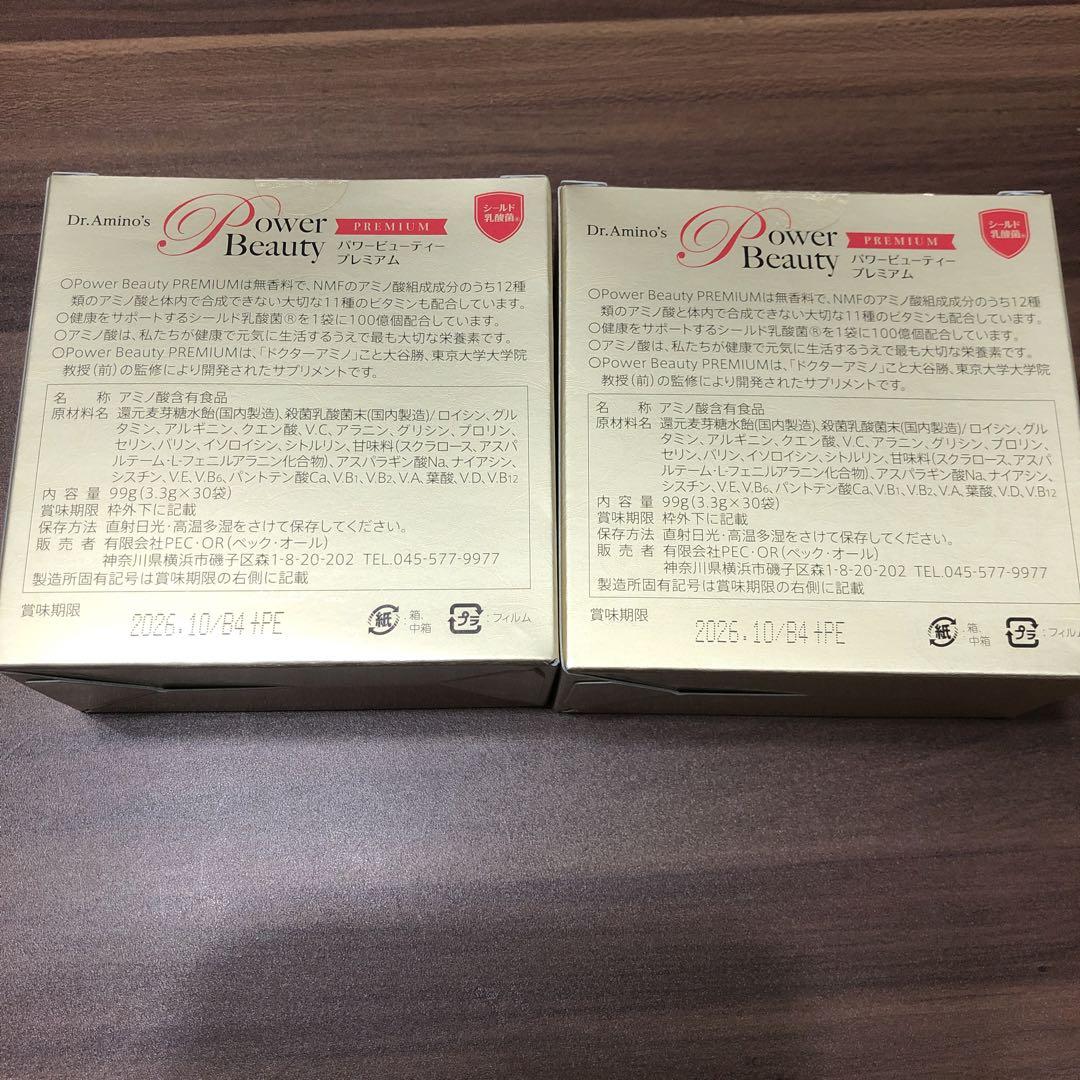 Dr.Amino's
Power
Beauty
PREMIUM
パワービューティー
プレミアム
シールド
乳酸菌®
○Power Beauty PREMIUMは無香料で、NMFのアミノ酸組成成分のうち12種
類のアミノ酸と体内で合成できない大切な11種のビタミンも配合しています。
○健康をサポートするシールド乳酸菌®を1袋に100億個配合しています。
○アミノ酸は、私たちが健康で元気に生活するうえで最も大切な栄養素です。
○Power Beauty PREMIUMは、「ドクターアミノ」こと大谷勝、東京大学大学院
教授(前)の監修により開発されたサプリメントです。
名 称 アミノ酸含有食品
原材料名 還元麦芽糖水飴(国内製造)、殺菌乳酸菌末(国内製造)/ロイシン、グル
タミン、アルギニン、クエン酸、V.C、アラニン、グリシン、プロリン、
セリン、バリン、イソロイシン、シトルリン、甘味料(スクラロース、アスパ
ルテーム・L-フェニルアラニン化合物)、アスパラギン酸Na、ナイアシン、
シスチン、V.E、V.B6、パントテン酸Ca、V.B1、V.B2、V.A、葉酸、V.D、V.B12
内 容 量 99g(3.3g×30袋)
賞味期限 枠外下に記載
保存方法 直射日光・高温多湿をさけて保存してください。
販 売 者 有限会社PEC・OR(ペック・オール)
神奈川県横浜市磯子区森1-8-20-202 TEL.045-577-9977
製造所固有記号は賞味期限の右側に記載
賞味期限
2026.10/B4+PE
紙
:箱、
中箱
プラ
:フィルム
Dr.Amino's
Power
Beauty
PREMIUM
パワービューティー
プレミアム
シールド
乳酸菌®
○Power Beauty PREMIUMは無香料で、NMFのアミノ酸組成成分のうち12種
類のアミノ酸と体内で合成できない大切な11種のビタミンも配合しています。
○健康をサポートするシールド乳酸菌®を1袋に100億個配合しています。
○アミノ酸は、私たちが健康で元気に生活するうえで最も大切な栄養素です。
○Power Beauty PREMIUMは、「ドクターアミノ」こと大谷勝、東京大学大学院
教授(前)の監修により開発されたサプリメントです。
名 称 アミノ酸含有食品
原材料名 還元麦芽糖水飴(国内製造)、殺菌乳酸菌末(国内製造)/ロイシン、グル
タミン、アルギニン、クエン酸、V.C、アラニン、グリシン、プロリン、
セリン、バリン、イソロイシン、シトルリン、甘味料(スクラロース、アスパ
ルテーム・L-フェニルアラニン化合物)、アスパラギン酸Na、ナイアシン、
シスチン、V.E、V.B6、パントテン酸Ca、V.B1、V.B2、V.A、葉酸、V.D、V.B12
内 容 量 99g(3.3g×30袋)
賞味期限 枠外下に記載
保存方法 直射日光・高温多湿をさけて保存してください。
販 売 者 有限会社PEC・OR(ペック・オール)
神奈川県横浜市磯子区森1-8-20-202 TEL.045-577-9977
製造所固有記号は賞味期限の右側に記載
賞味期限
2026.10/B4+PE
紙
:箱、
中箱
プラ
:フィルム